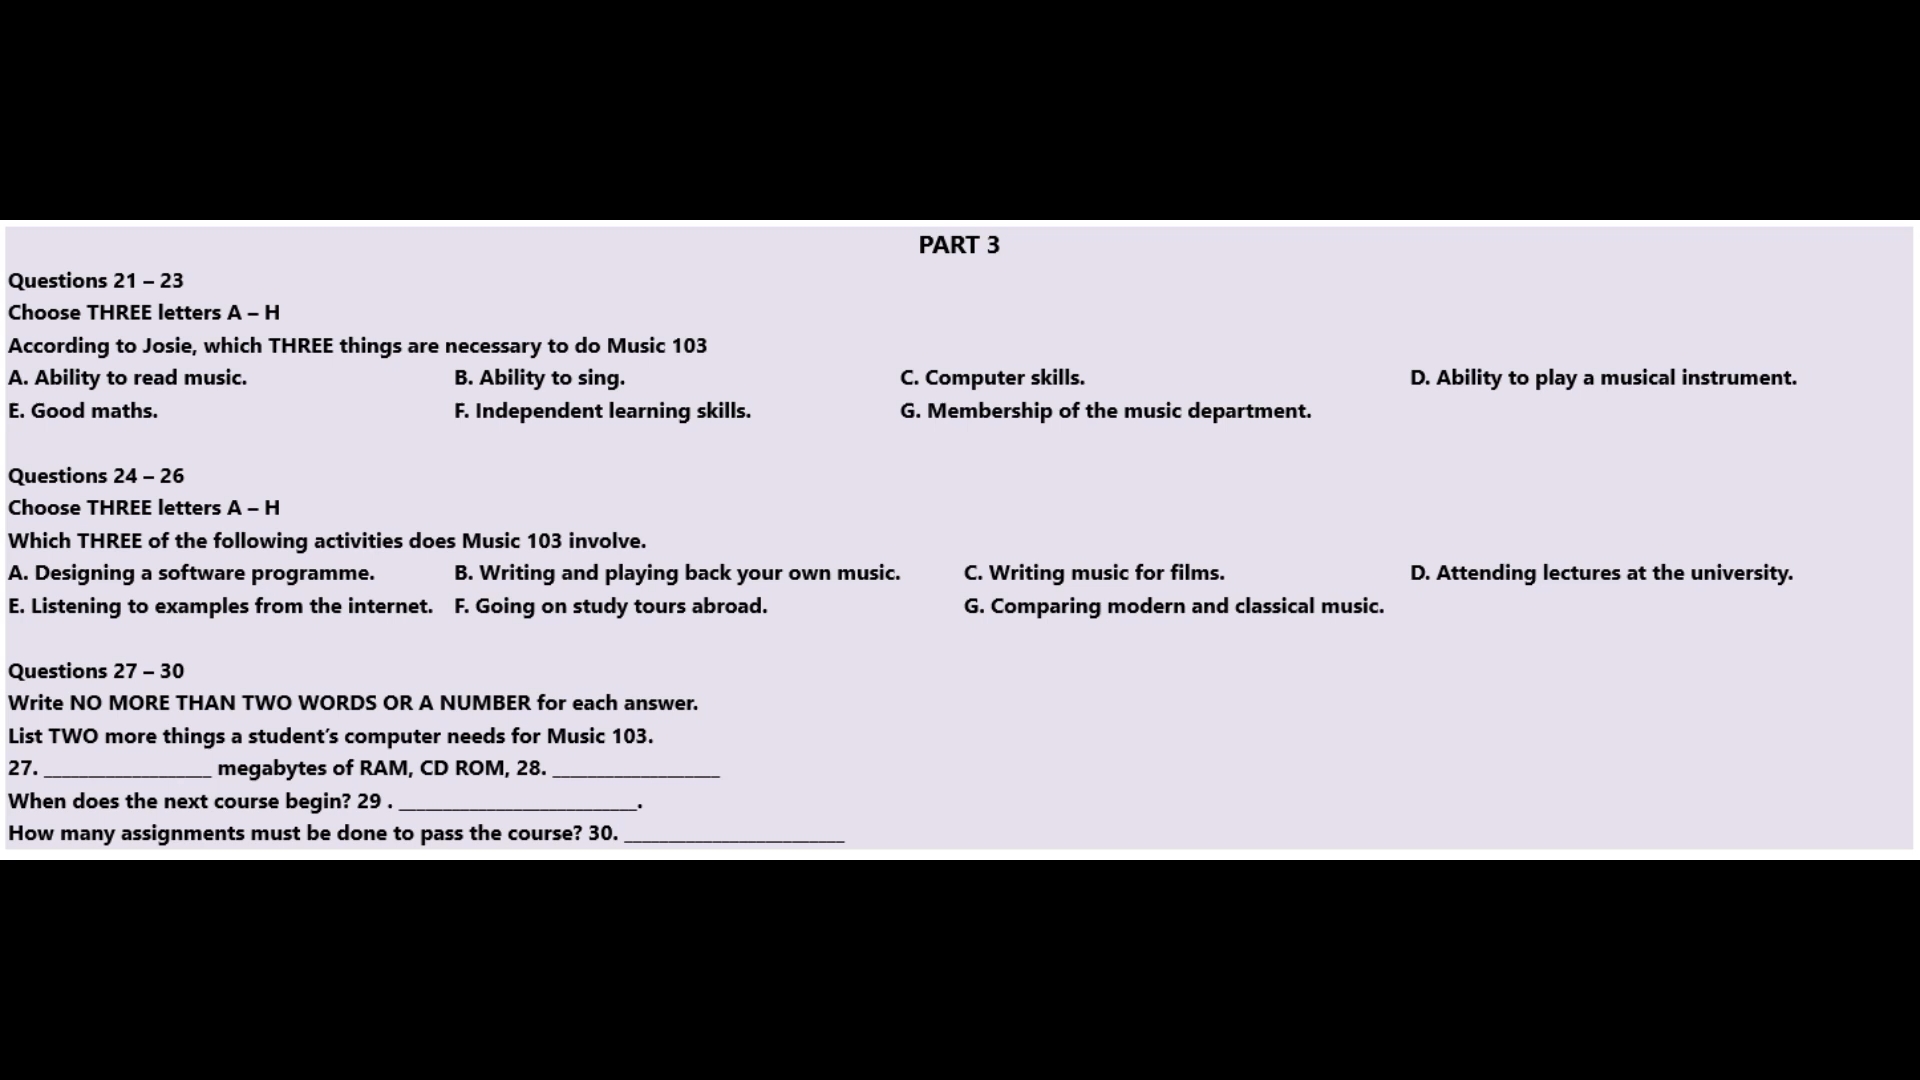 PART 3
Questions 21 – 23
Choose THREE letters A – H
According to Josie, which THREE things are necessary to do Music 103
A. Ability to read music. B. Ability to sing. C. Computer skills. D. Ability to play a musical instrument.
E. Good maths. F. Independent learning skills. G. Membership of the music department.
Questions 24 – 26
Choose THREE letters A – H
Which THREE of the following activities does Music 103 involve.
A. Designing a software programme. B. Writing and playing back your own music. C. Writing music for films. D. Attending lectures at the university.
E. Listening to examples from the internet. F. Going on study tours abroad. G. Comparing modern and classical music.
Questions 27 – 30
Write NO MORE THAN TWO WORDS OR A NUMBER for each answer.
List TWO more things a student’s computer needs for Music 103.
27. ___________________ megabytes of RAM, CD ROM, 28. ___________________
When does the next course begin? 29 . ___________________________.
How many assignments must be done to pass the course? 30. _________________________